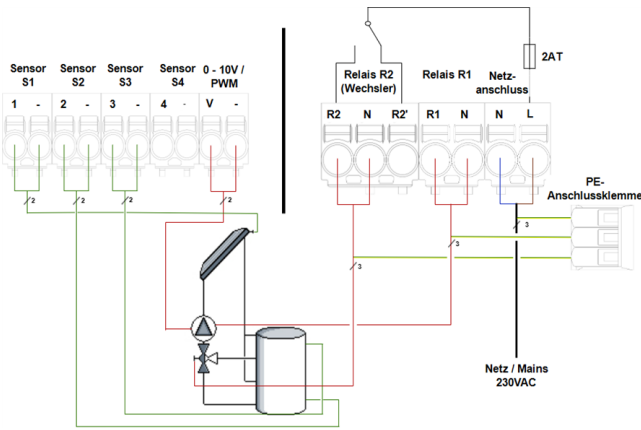 Sensor S1
Sensor S2
Sensor S3
Sensor S4
0 - 10V / PWM
1 - 2 - 3 - 4 - V -
2
2
2
2
2AT
Relais R2 (Wechsler)
Relais R1
Netz-
anschluss
R2 N R2' R1 N N L
PE-
Anschlussklemme
3
3
3
Netz / Mains
230VAC